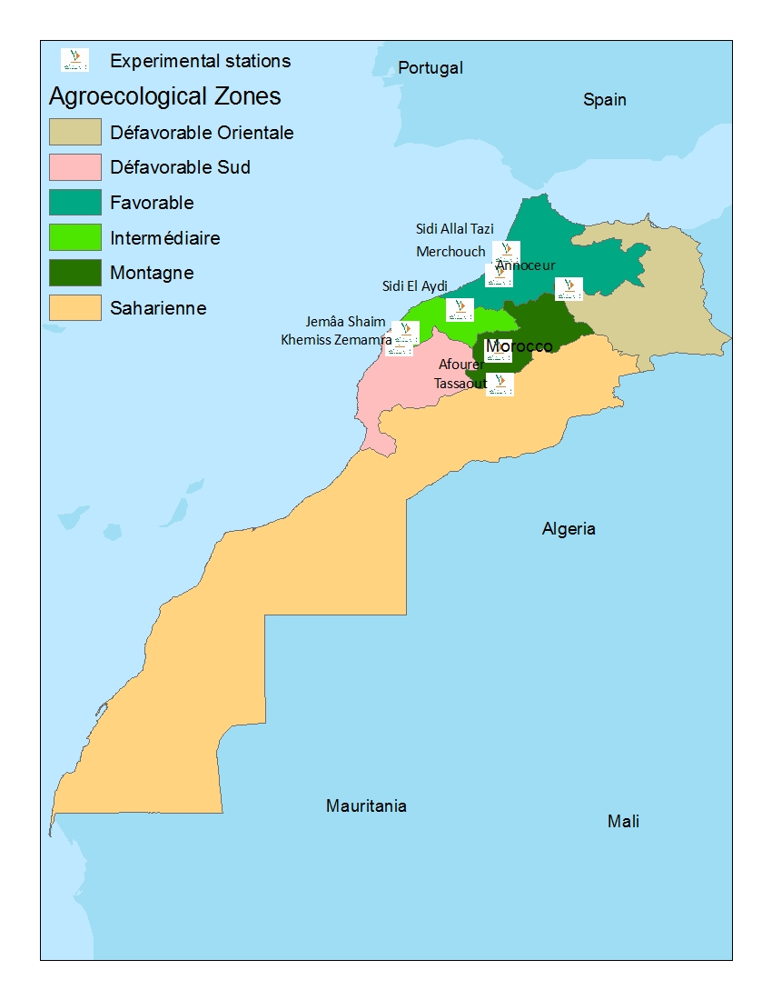 Experimental stations
Agroecological Zones
Défavorable Orientale
Défavorable Sud
Favorable
Intermédiaire
Montagne
Saharienne
Portugal
Spain
Sidi Allal Tazi
Merchouch
Annoceur
Sidi El Aydi
Jemâa Shaim
Khemiss Zemamra
Morocco
Afourer
Tassaout
Algeria
Mauritania
Mali